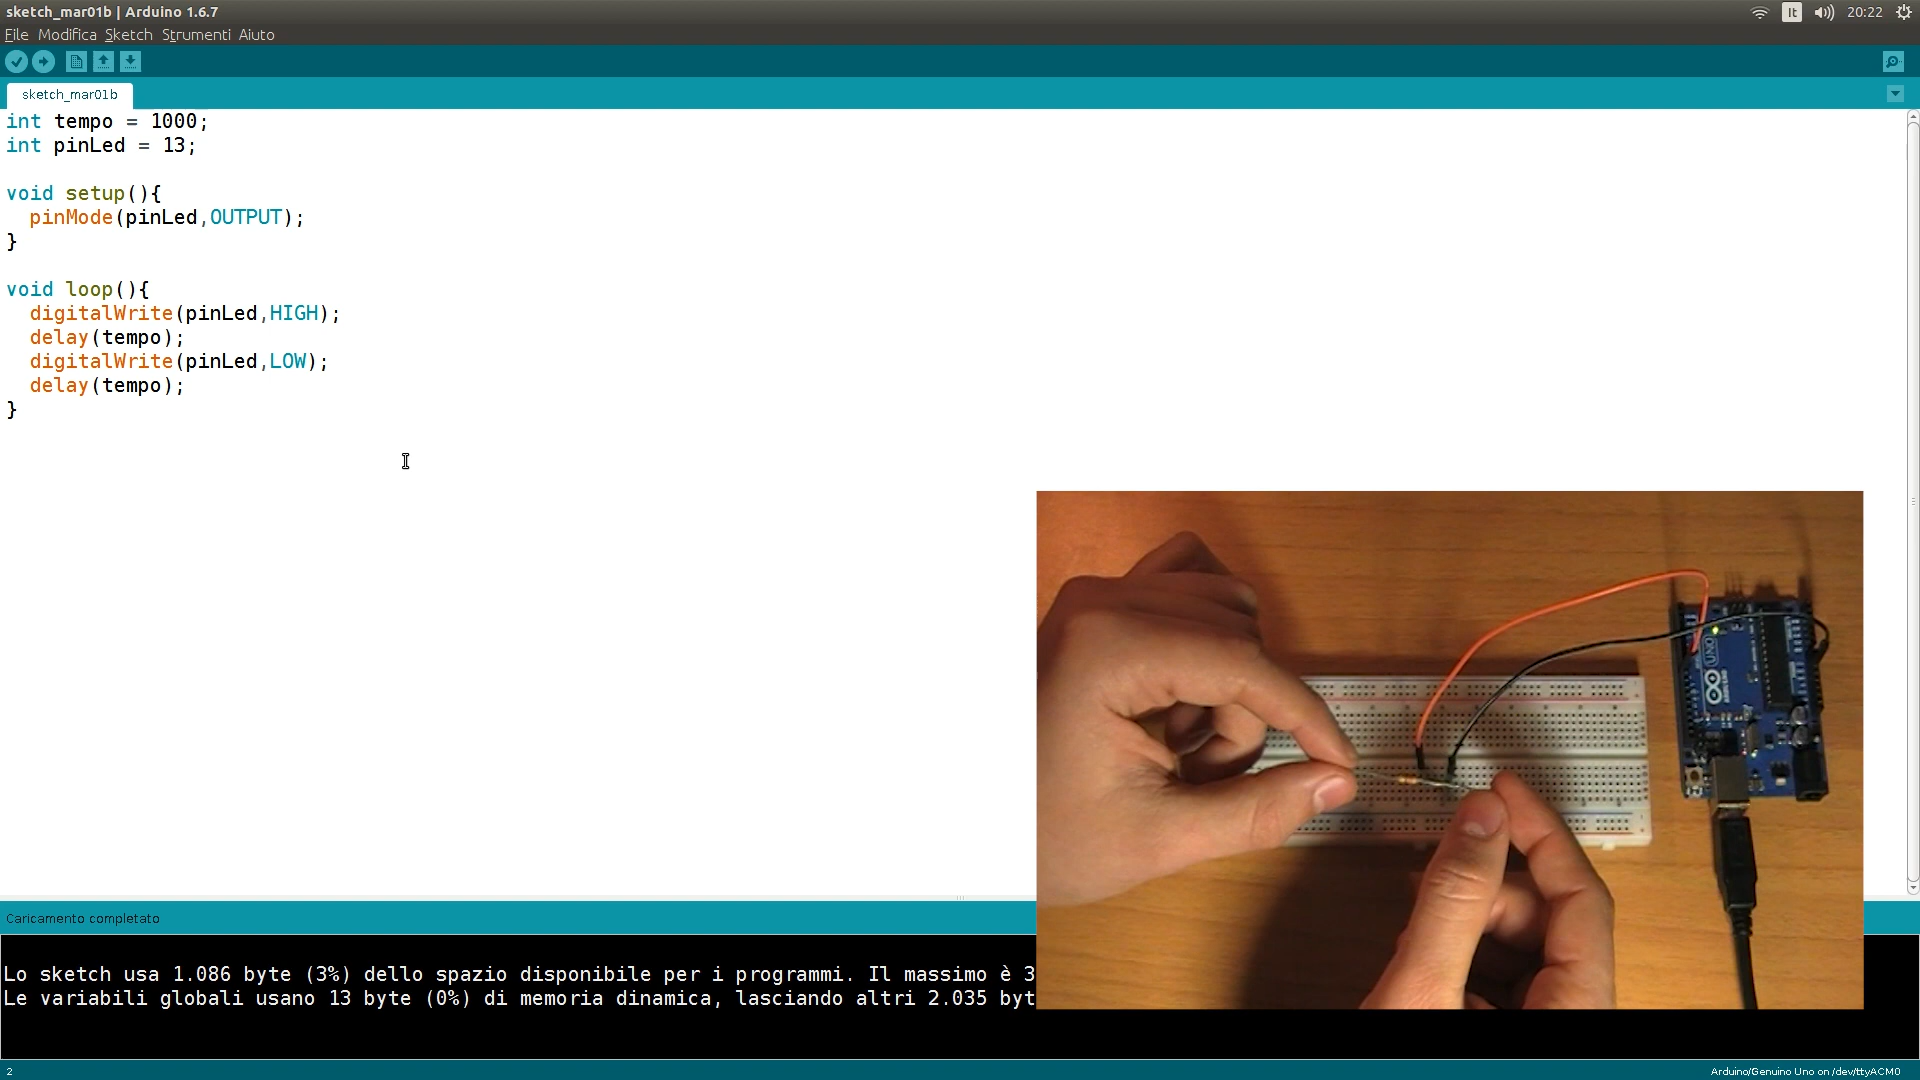 sketch_mar01b | Arduino 1.6.7
It
20:22
File Modifica Sketch Strumenti Aiuto
sketch_mar01b
int tempo = 1000;
int pinLed = 13;
void setup(){
pinMode(pinLed,OUTPUT);
}
void loop(){
digitalWrite(pinLed,HIGH);
delay(tempo);
digitalWrite(pinLed,LOW);
delay(tempo);
}
UNO
Caricamento completato
Lo sketch usa 1.086 byte (3%) dello spazio disponibile per i programmi. Il massimo è 3
Le variabili globali usano 13 byte (0%) di memoria dinamica, lasciando altri 2.035 byt
2
Arduino/Genuino Uno on /dev/ttyACM0